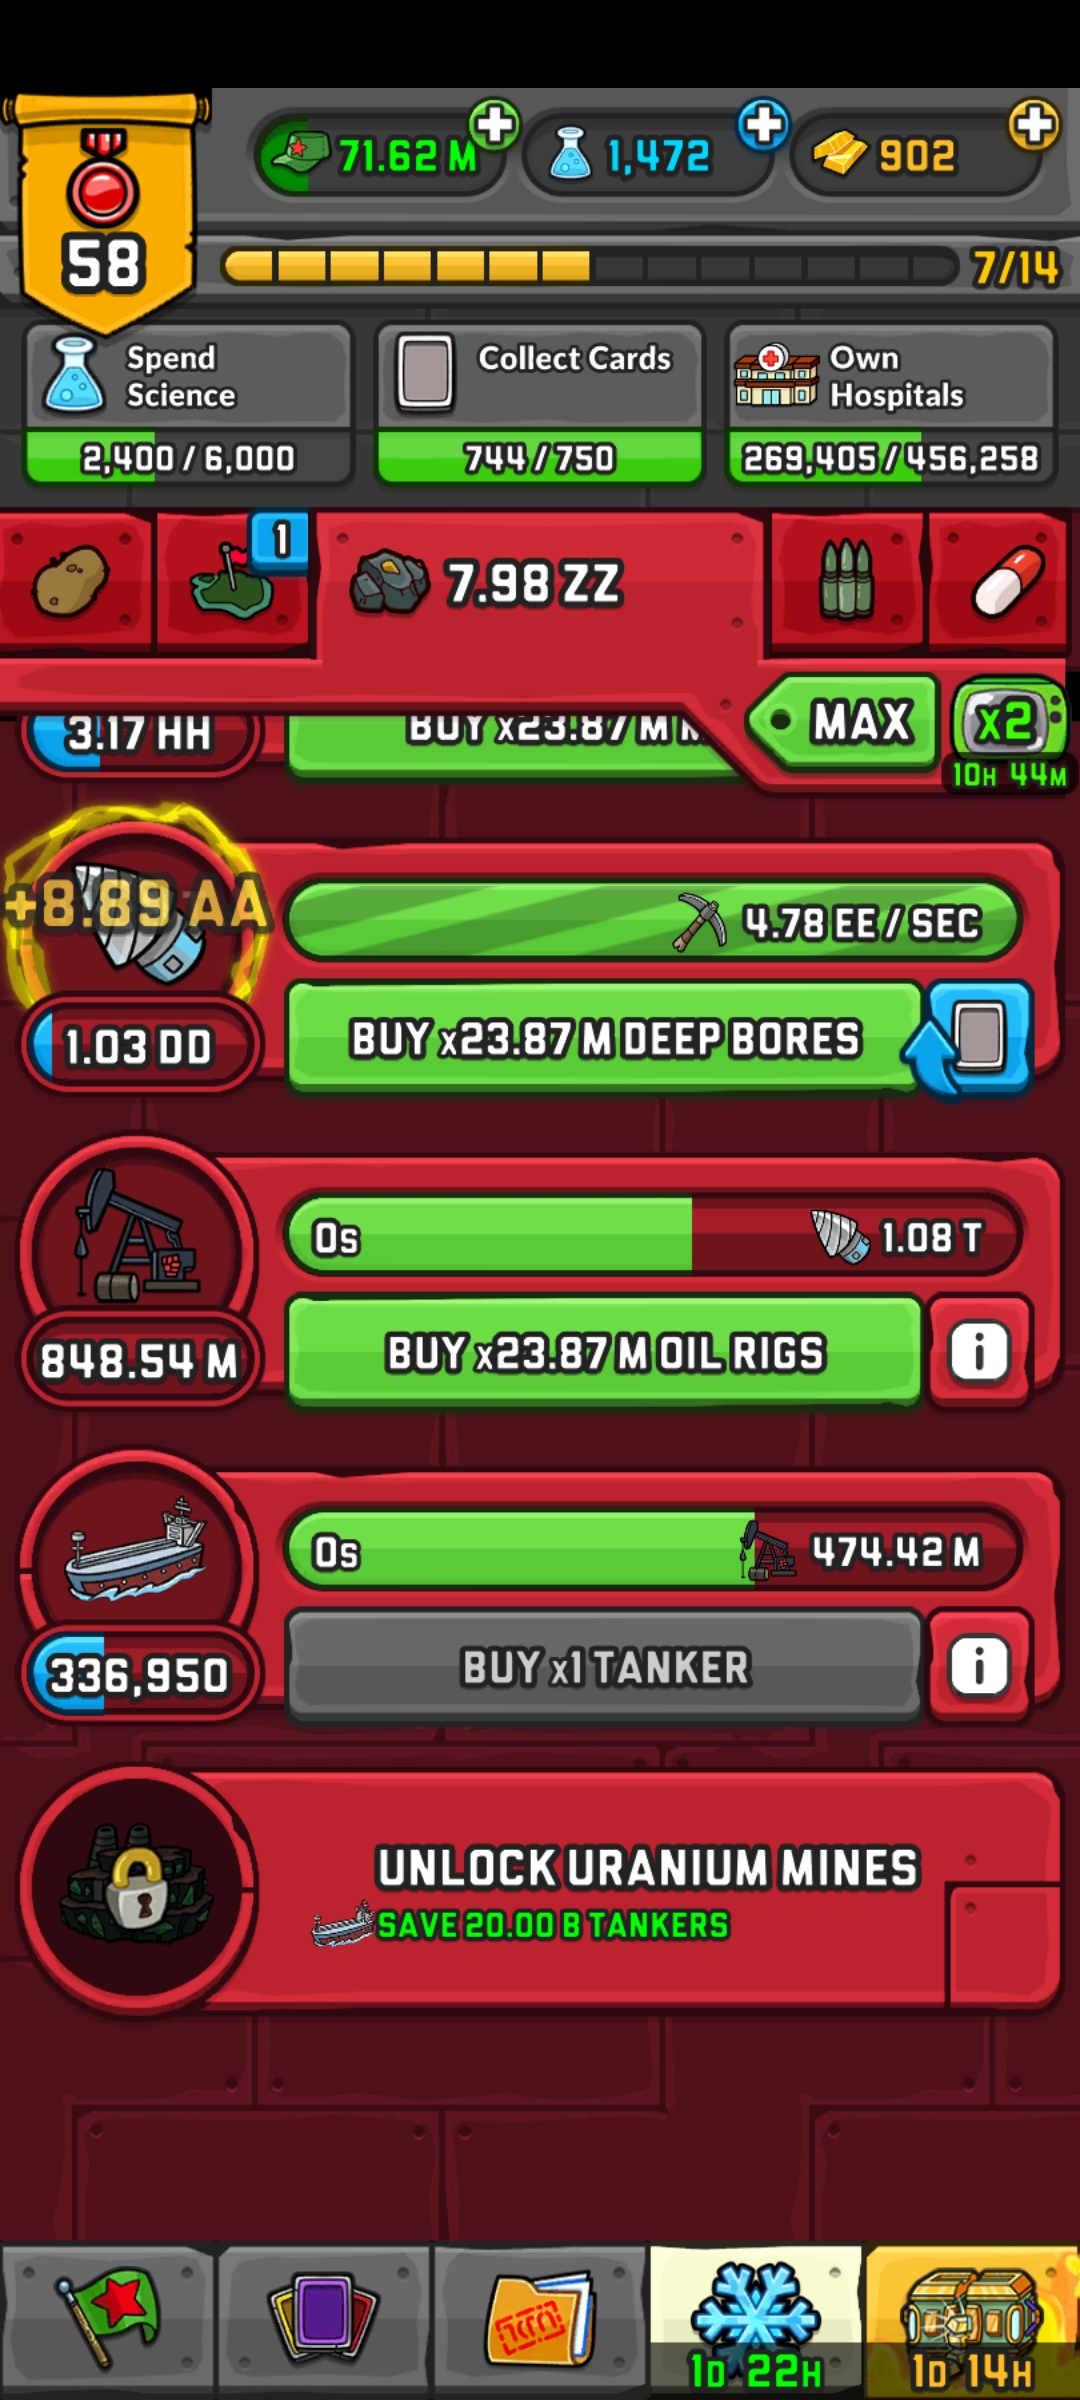 71.62 M
1,472
902
58
7/14
Spend
Science
Collect Cards
Own
Hospitals
2,400 / 6,000
744 / 750
269,405 / 456,258
1
7.98 ZZ
MAX
x2
10H 44M
3.17 HH
BUY x23.87 M
+8.89 AA
4.78 EE / SEC
1.03 DD
BUY x23.87 M DEEP BORES
0s
1.08 T
848.54 M
BUY x23.87 M OIL RIGS
i
0s
474.42 M
336,950
BUY x1 TANKER
i
UNLOCK URANIUM MINES
SAVE 20.00 B TANKERS
1D 22H
1D 14H